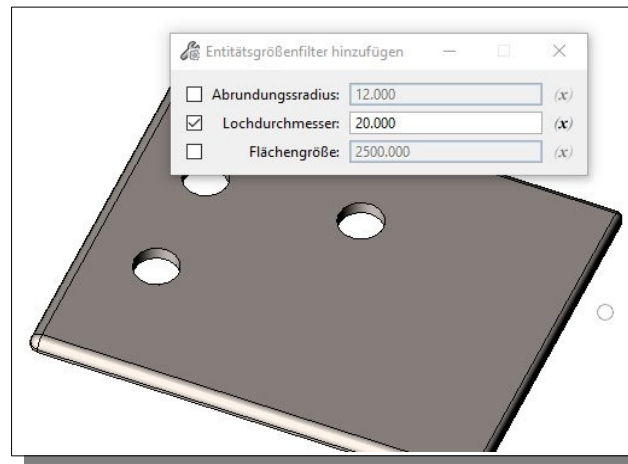 Entitätsgrößenfilter hinzufügen
Abrundungssradius: 12.000 (x)
Lochdurchmesser: 20.000 (x)
Flächengröße: 2500.000 (x)